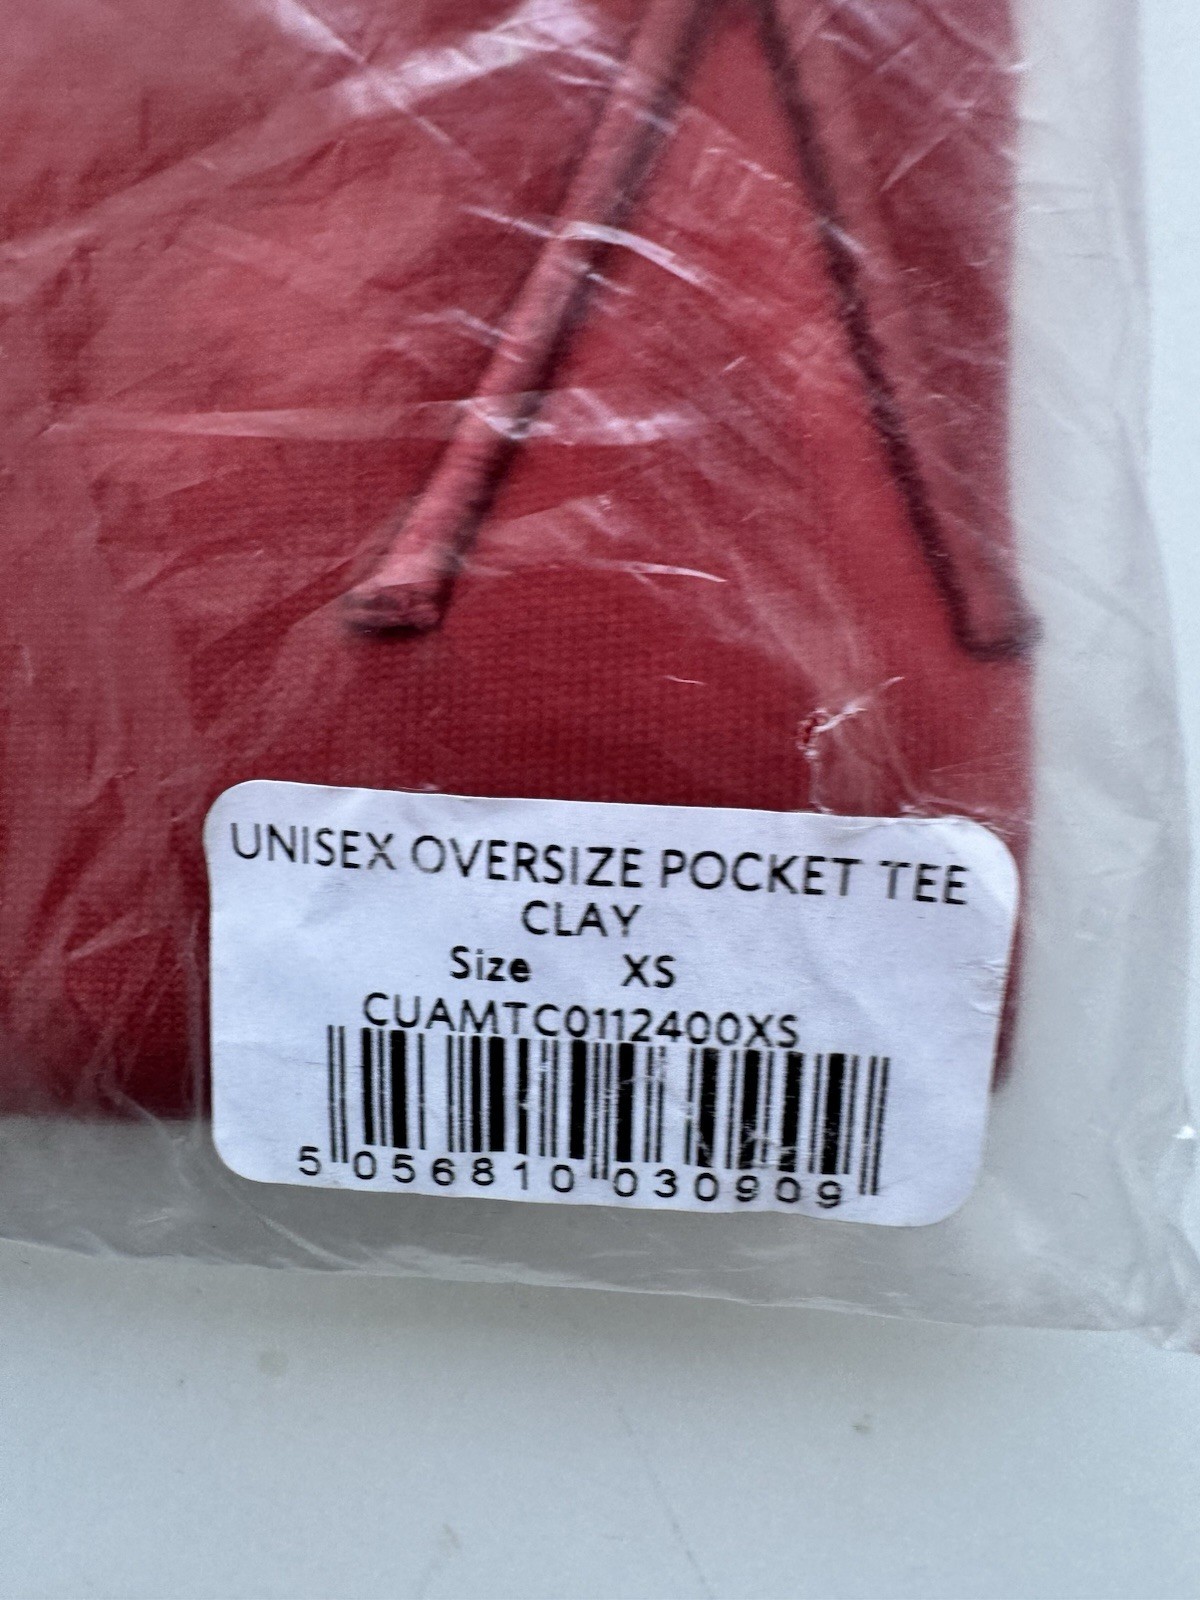 UNISEX OVERSIZE POCKET TEE
CLAY
Size XS
CUAMTC0112400XS
5 056810 030909